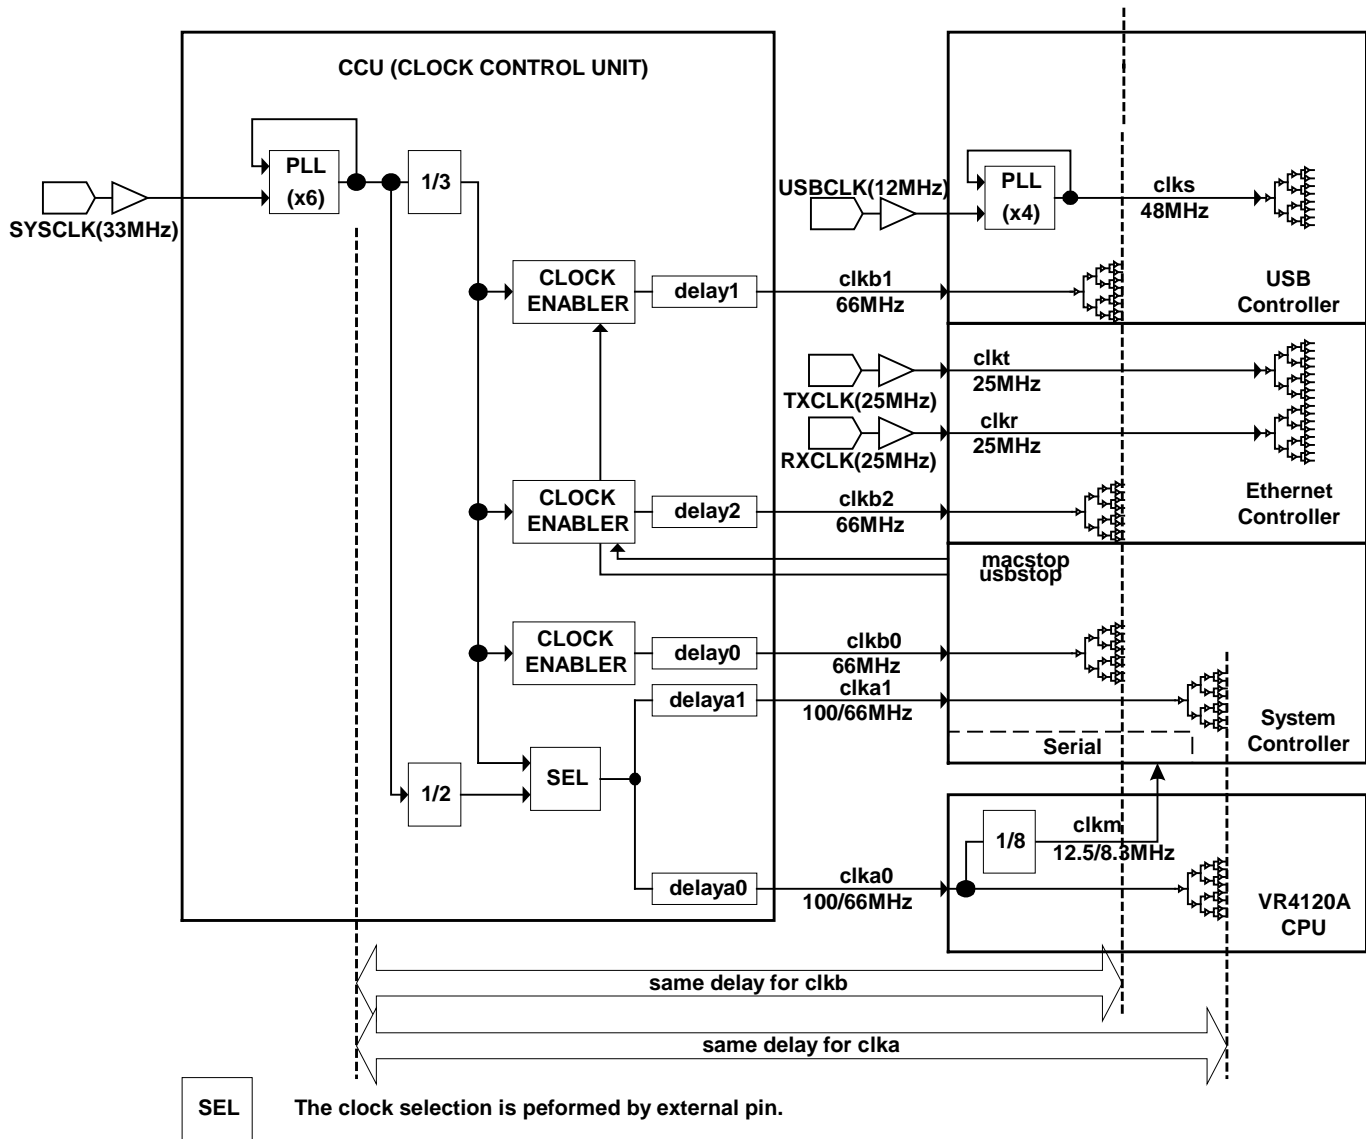 CCU (CLOCK CONTROL UNIT)
PLL
(x6)
1/3
SYSCLK(33MHz)
USBCLK(12MHz)
PLL
(x4)
clks
48MHz
CLOCK
ENABLER
delay1
clkb1
66MHz
USB
Controller
clkt
25MHz
TXCLK(25MHz)
clkr
25MHz
RXCLK(25MHz)
CLOCK
ENABLER
delay2
clkb2
66MHz
Ethernet
Controller
macstop
usbstop
CLOCK
ENABLER
delay0
clkb0
66MHz
delaya1
clka1
100/66MHz
System
Controller
Serial
SEL
1/2
1/8
clkm
12.5/8.3MHz
delaya0
clka0
100/66MHz
VR4120A
CPU
same delay for clkb
same delay for clka
SEL
The clock selection is peformed by external pin.